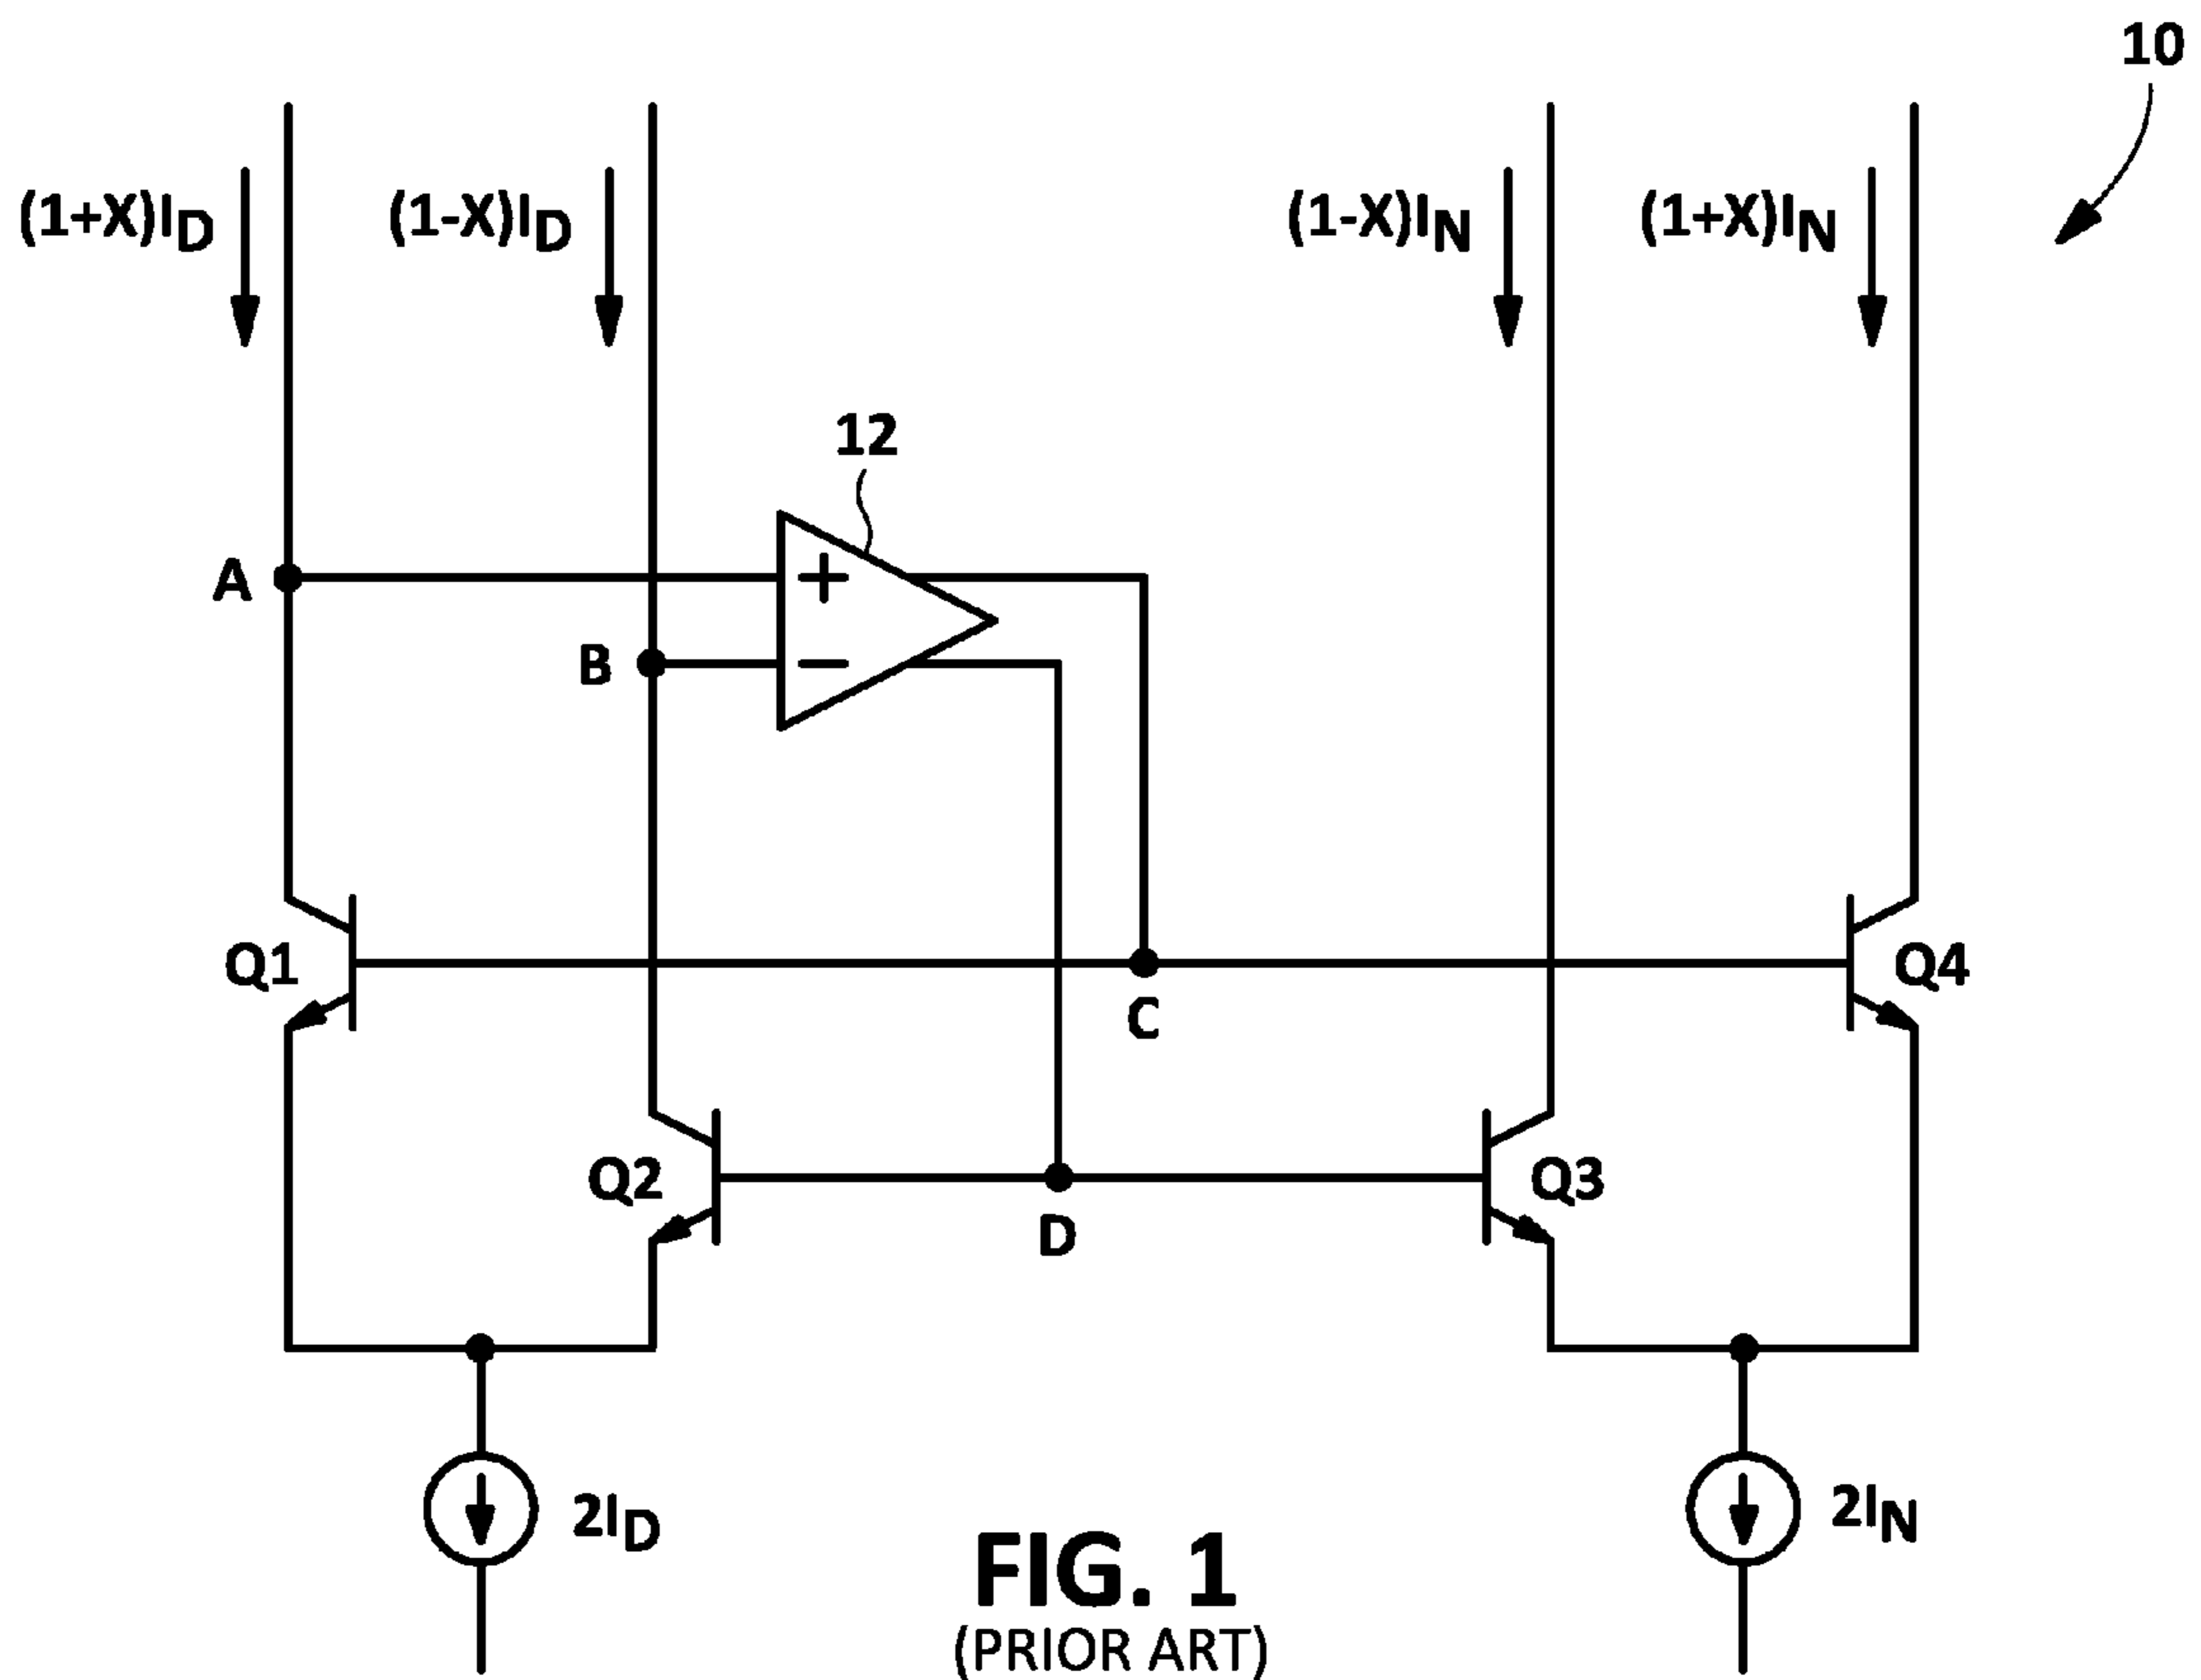 10
(1+X)ID
(1-X)ID
(1-X)IN
(1+X)IN
12
A
+
B
−
Q1
Q4
C
Q2
Q3
D
2ID
2IN
FIG. 1
(PRIOR ART)